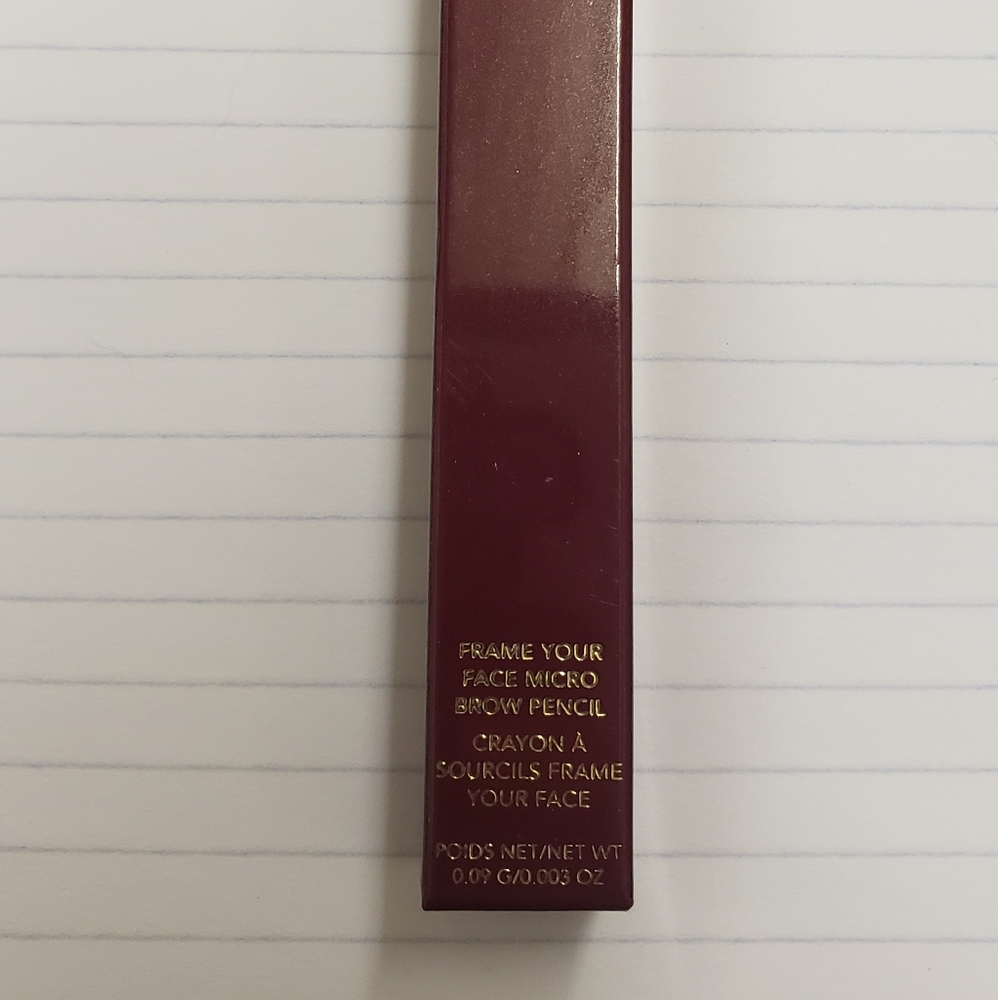 FRAME YOUR
FACE MICRO
BROW PENCIL
CRAYON À
SOURCILS FRAME
YOUR FACE
POIDS NET/NET WT
0.09 G/0.003 OZ